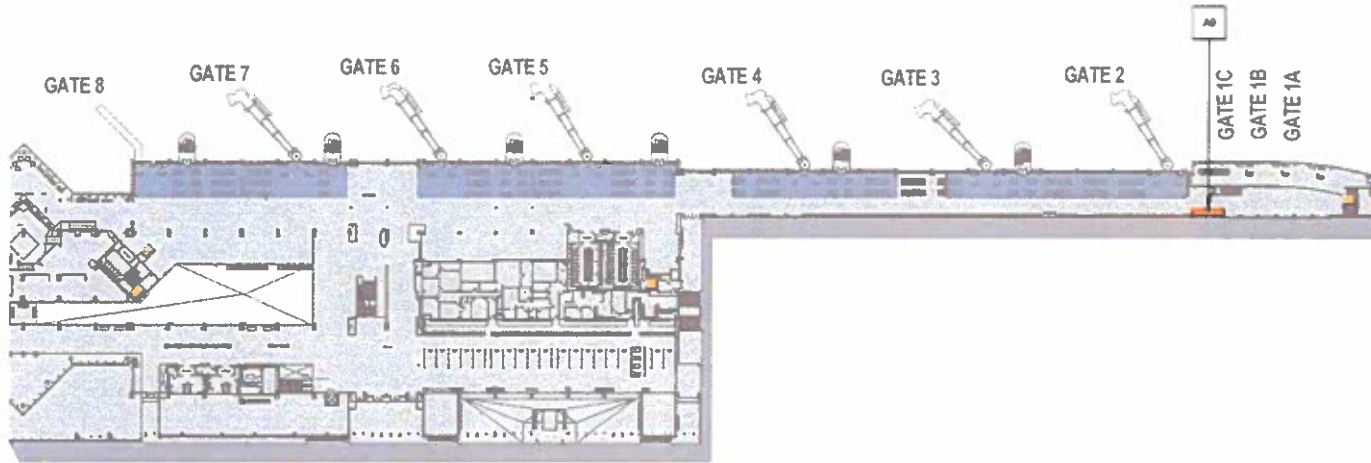 GATE 8
GATE 7
GATE 6
GATE 5
GATE 4
GATE 3
GATE 2
GATE 1C
GATE 1B
GATE 1A